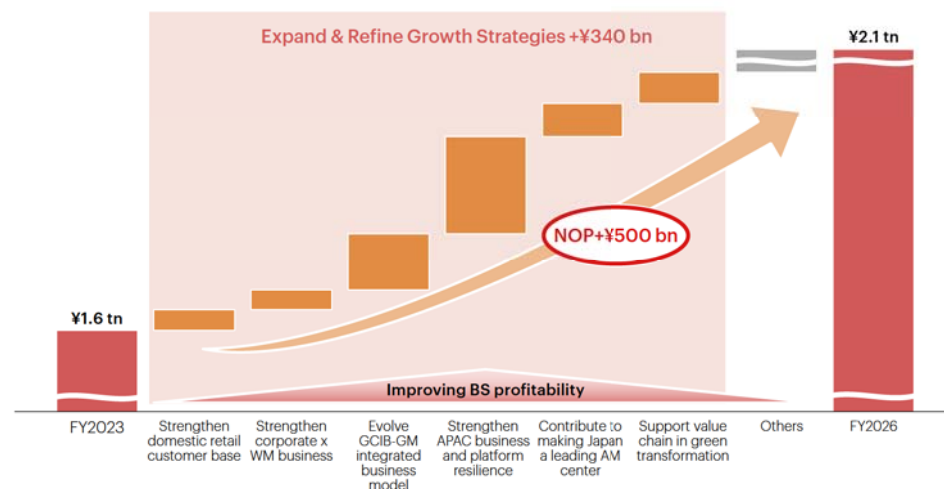 Expand & Refine Growth Strategies +¥340 bn
¥2.1 tn
NOP+¥500 bn
¥1.6 tn
Improving BS profitability
FY2023
Strengthen
domestic retail
customer base
Strengthen
corporate x
WM business
Evolve
GCIB-GM
integrated
business
model
Strengthen
APAC business
and platform
resilience
Contribute to
making Japan
a leading AM
center
Support value
chain in green
transformation
Others
FY2026